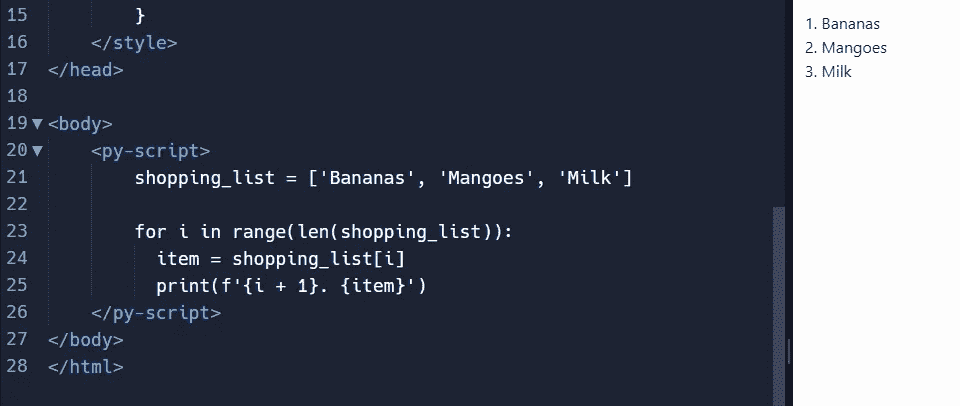 15 }
16 </style>
17 </head>
18
19 <body>
20 <py-script>
21 shopping_list = ['Bananas', 'Mangoes', 'Milk']
22
23 for i in range(len(shopping_list)):
24 item = shopping_list[i]
25 print(f'{i + 1}. {item}')
26 </py-script>
27 </body>
28 </html>
1. Bananas
2. Mangoes
3. Milk